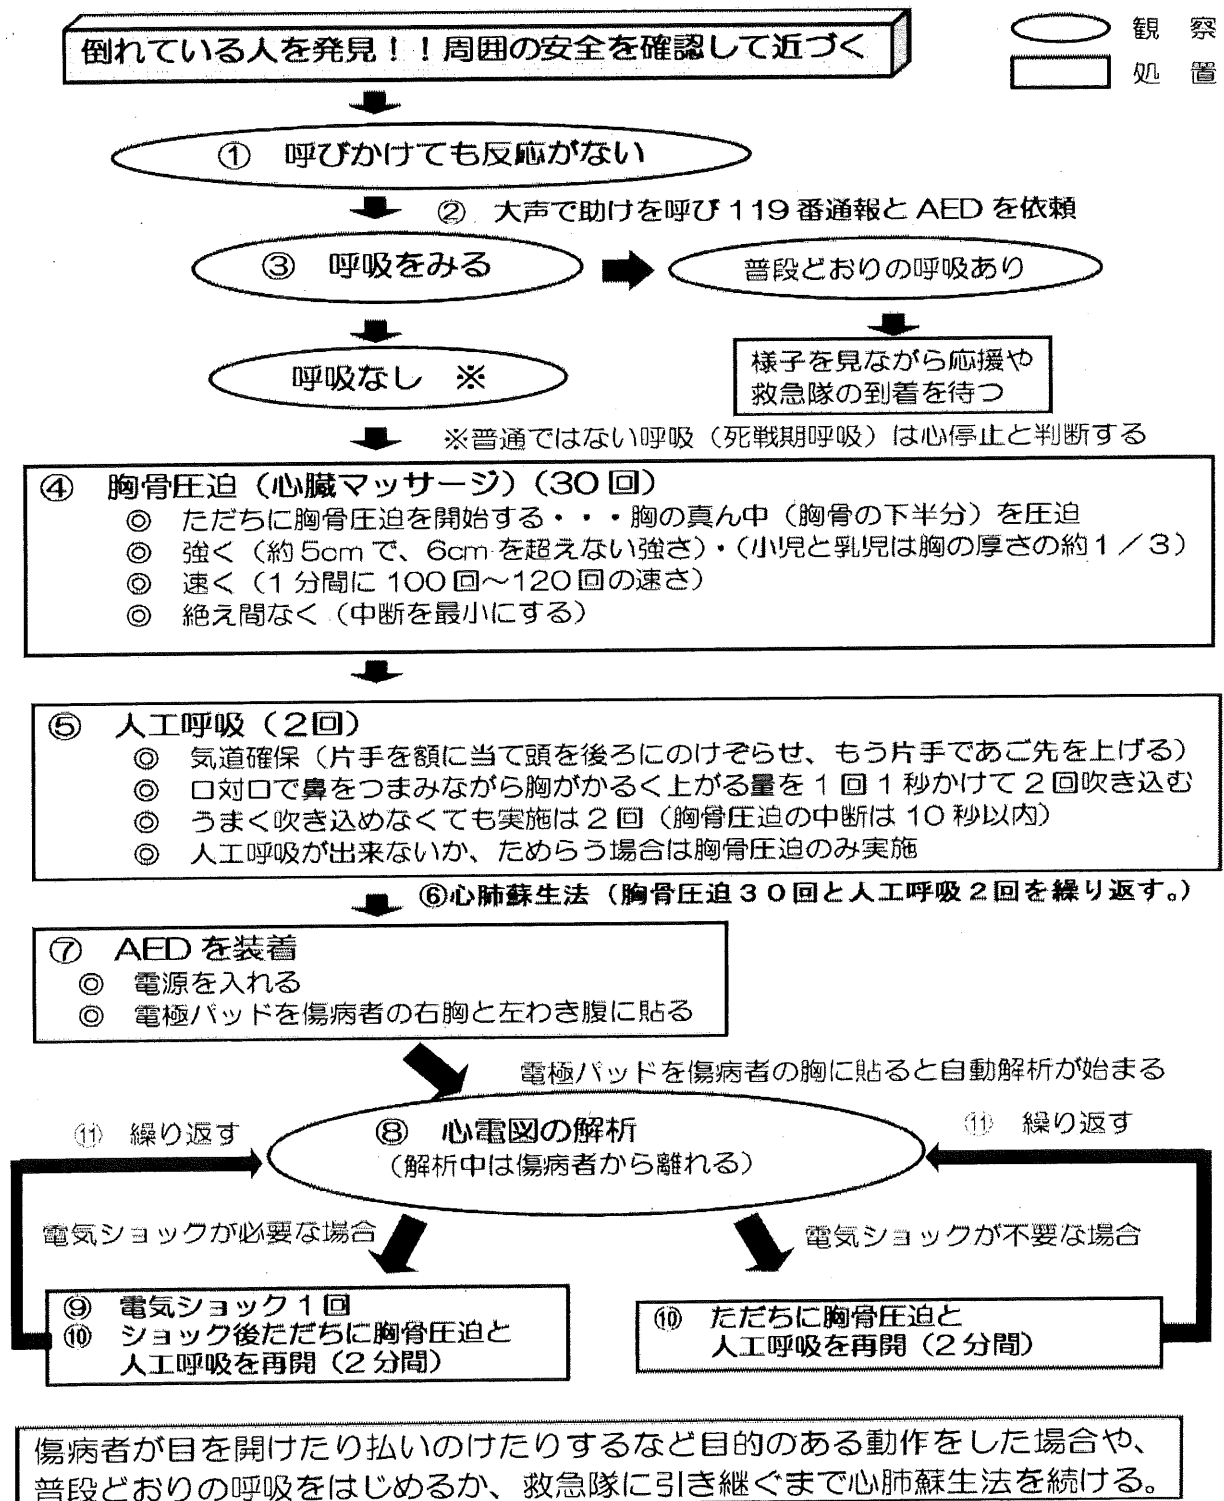 倒れている人を発見!!周囲の安全を確認して近づく
観 察
処 置
① 呼びかけても反応がない
② 大声で助けを呼び119番通報とAEDを依頼
③ 呼吸をみる
普段どおりの呼吸あり
呼吸なし ※
様子を見ながら応援や
救急隊の到着を待つ
※普通ではない呼吸(死戦期呼吸)は心停止と判断する
④ 胸骨圧迫(心臓マッサージ)(30回)
◎ ただちに胸骨圧迫を開始する・・・胸の真ん中(胸骨の下半分)を圧迫
◎ 強く(約5cmで、6cmを超えない強さ)・(小児と乳児は胸の厚さの約1/3)
◎ 速く(1分間に100回~120回の速さ)
◎ 絶え間なく(中断を最小にする)
⑤ 人工呼吸(2回)
◎ 気道確保(片手を額に当て頭を後ろにのけぞらせ、もう片手であご先を上げる)
◎ 口対口で鼻をつまみながら胸がかるく上がる量を1回1秒かけて2回吹き込む
◎ うまく吹き込めなくても実施は2回(胸骨圧迫の中断は10秒以内)
◎ 人工呼吸が出来ないか、ためらう場合は胸骨圧迫のみ実施
⑥心肺蘇生法(胸骨圧迫30回と人工呼吸2回を繰り返す。)
⑦ AEDを装着
◎ 電源を入れる
◎ 電極パッドを傷病者の右胸と左わき腹に貼る
電極パッドを傷病者の胸に貼ると自動解析が始まる
⑪ 繰り返す
⑧ 心電図の解析
(解析中は傷病者から離れる)
⑪ 繰り返す
電気ショックが必要な場合
電気ショックが不要な場合
⑨ 電気ショック1回
⑩ ショック後ただちに胸骨圧迫と
人工呼吸を再開(2分間)
⑩ ただちに胸骨圧迫と
人工呼吸を再開(2分間)
傷病者が目を開けたり払いのけたりするなど目的のある動作をした場合や、
普段どおりの呼吸をはじめるか、救急隊に引き継ぐまで心肺蘇生法を続ける。